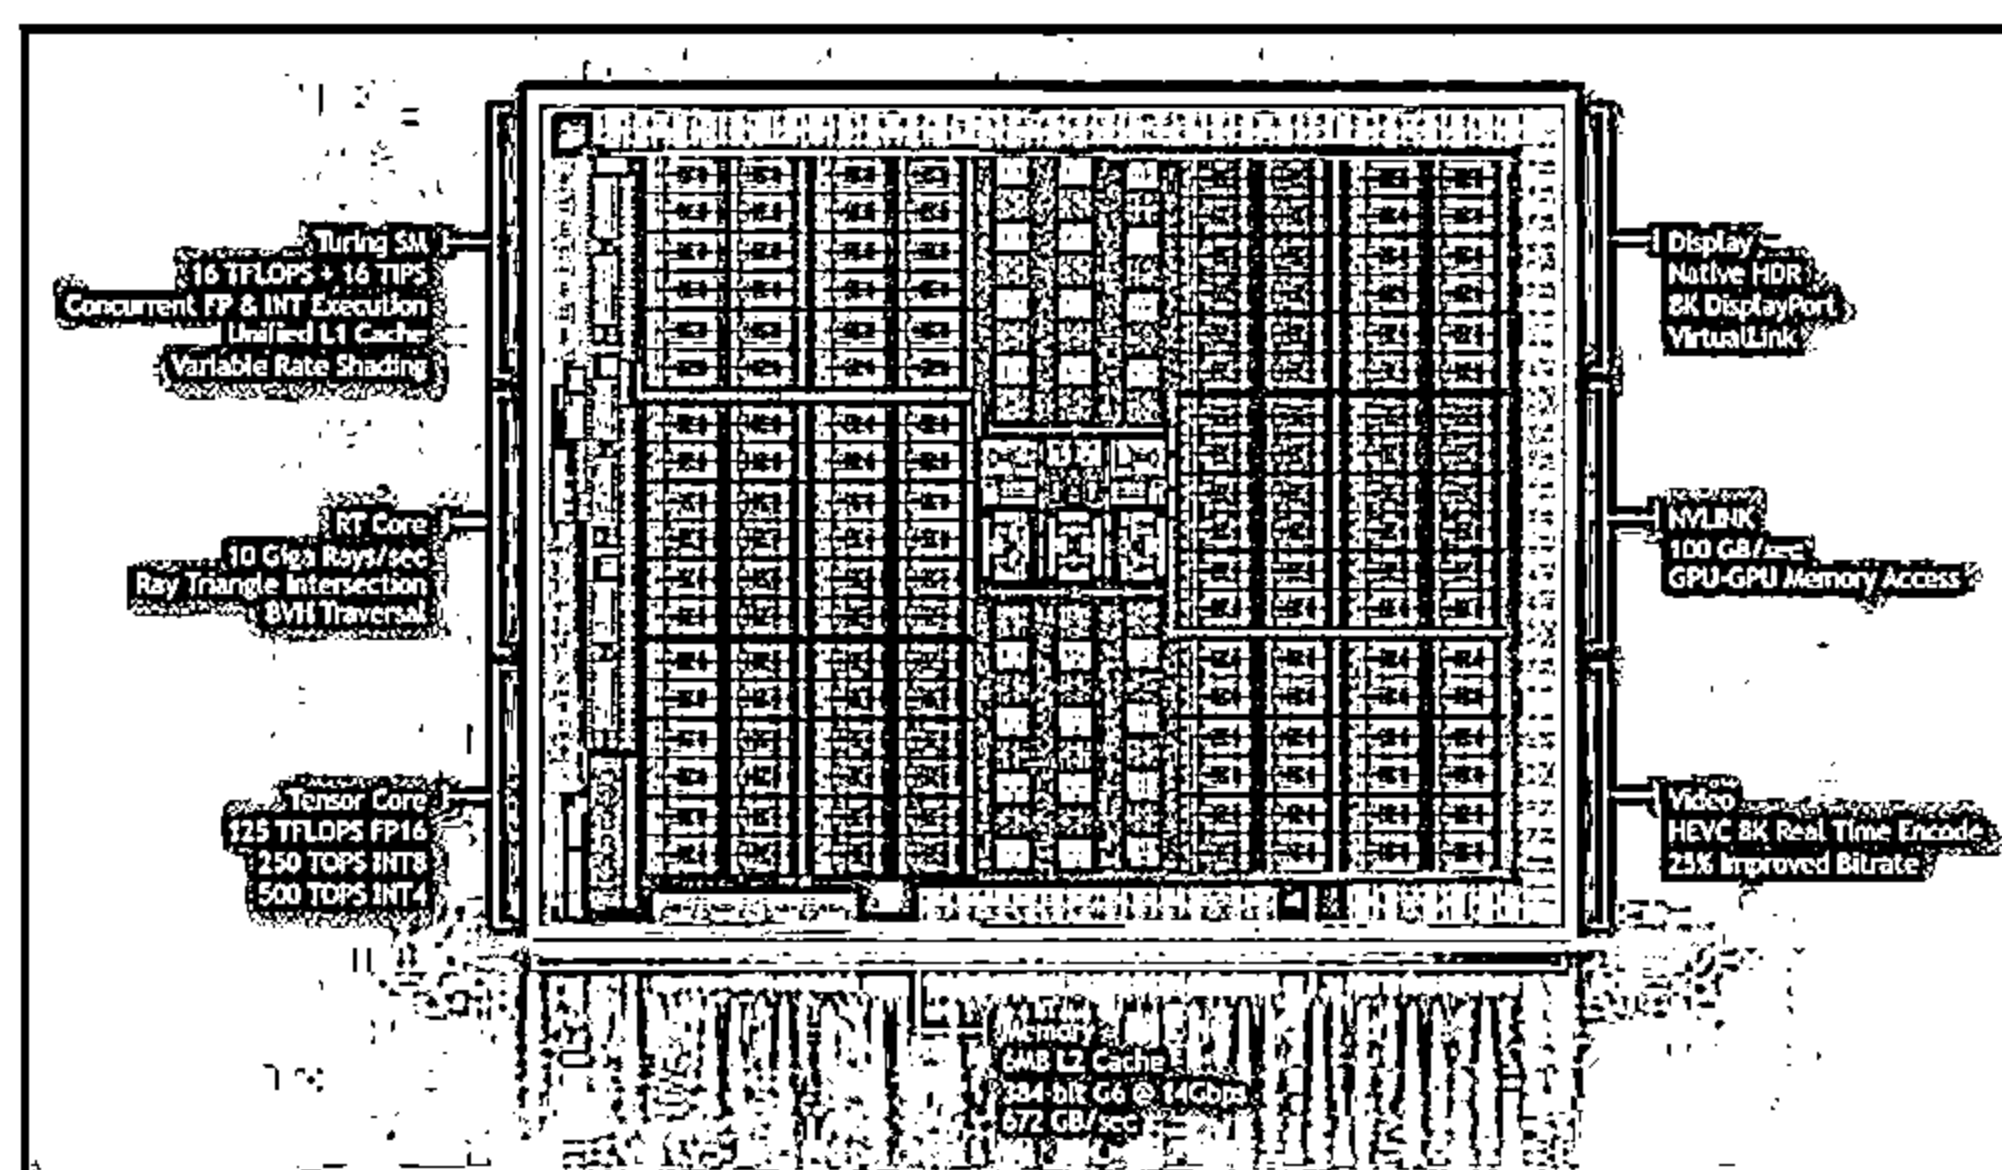 Turing SM
16 TFLOPS + 16 TIPS
Concurrent FP & INT Execution
Unified L1 Cache
Variable Rate Shading
RT Core
10 Giga Rays/sec
Ray Triangle Intersection
BVH Traversal
Tensor Core
125 TFLOPS FP16
250 TOPS INT8
500 TOPS INT4
Display
Native HDR
8K DisplayPort
VirtualLink
NVLINK
100 GB/sec
GPU-GPU Memory Access
Video
HEVC 8K Real Time Encode
25% Improved Bitrate
Memory
6MB L2 Cache
384-bit G6 @ 14Gbps
672 GB/sec